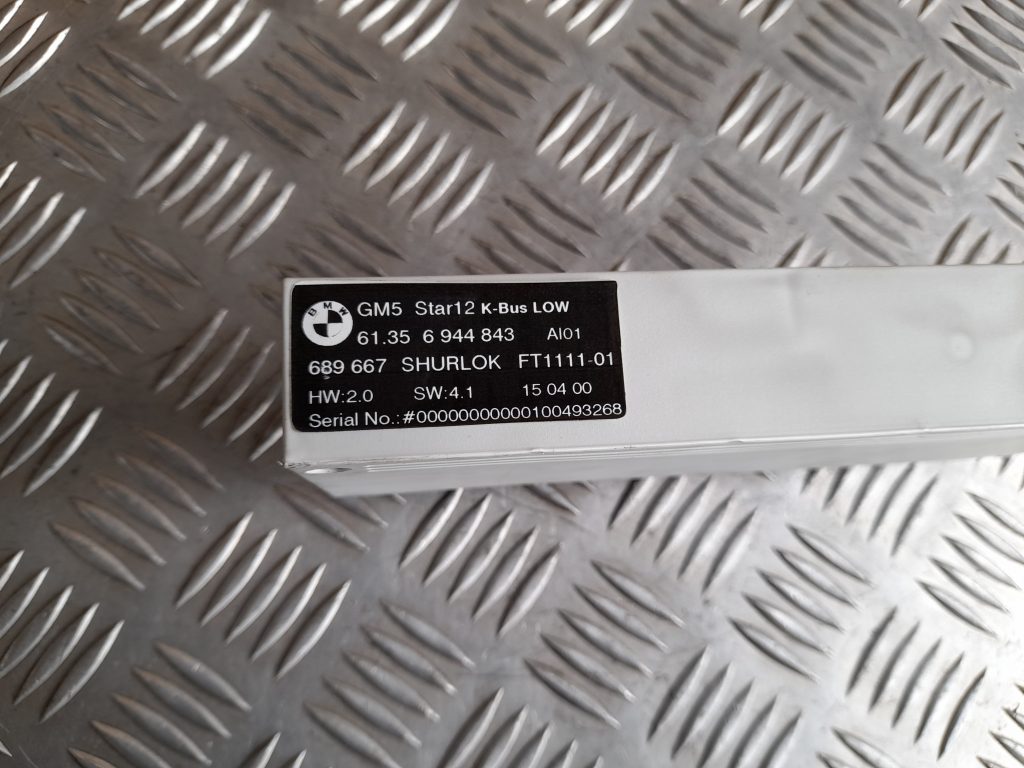 BMW
GM5 Star12 K-Bus LOW
61.35 6 944 843 AI01
689 667 SHURLOK FT1111-01
HW:2.0 SW:4.1 15 04 00
Serial No.:#00000000000100493268